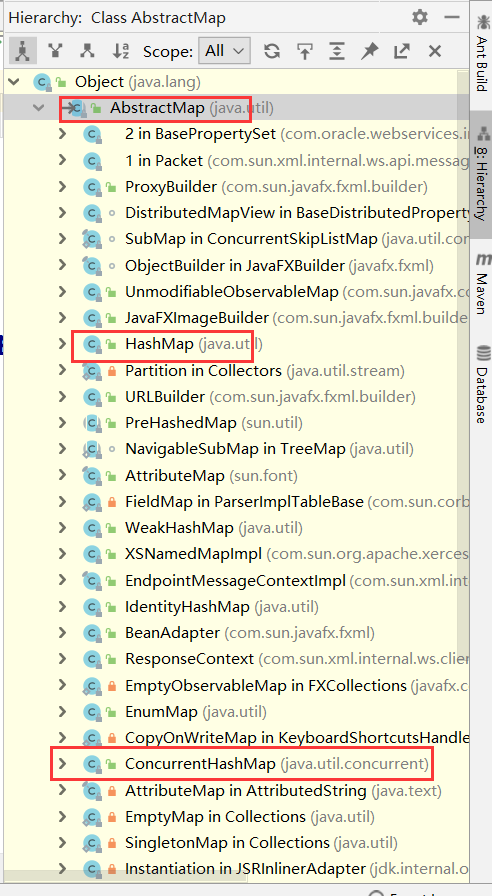 Hierarchy: Class AbstractMap
Scope: All
Object (java.lang)
AbstractMap (java.util)
2 in BasePropertySet (com.oracle.webservices.i
1 in Packet (com.sun.xml.internal.ws.api.messag
ProxyBuilder (com.sun.javafx.fxml.builder)
DistributedMapView in BaseDistributedProperty
SubMap in ConcurrentSkipListMap (java.util.con
ObjectBuilder in JavaFXBuilder (javafx.fxml)
UnmodifiableObservableMap (com.sun.javafx.co
JavaFXImageBuilder (com.sun.javafx.fxml.builde
HashMap (java.util)
Partition in Collectors (java.util.stream)
URLBuilder (com.sun.javafx.fxml.builder)
PreHashedMap (sun.util)
NavigableSubMap in TreeMap (java.util)
AttributeMap (sun.font)
FieldMap in ParserImplTableBase (com.sun.corb
WeakHashMap (java.util)
XSNamedMapImpl (com.sun.org.apache.xerces
EndpointMessageContextImpl (com.sun.xml.int
IdentityHashMap (java.util)
BeanAdapter (com.sun.javafx.fxml)
ResponseContext (com.sun.xml.internal.ws.clien
EmptyObservableMap in FXCollections (javafx.c
EnumMap (java.util)
CopyOnWriteMap in KeyboardShortcutsHandle
ConcurrentHashMap (java.util.concurrent)
AttributeMap in AttributedString (java.text)
EmptyMap in Collections (java.util)
SingletonMap in Collections (java.util)
Instantiation in JSRInlinerAdapter (jdk.internal.o
Ant Build
8: Hierarchy
Maven
Database